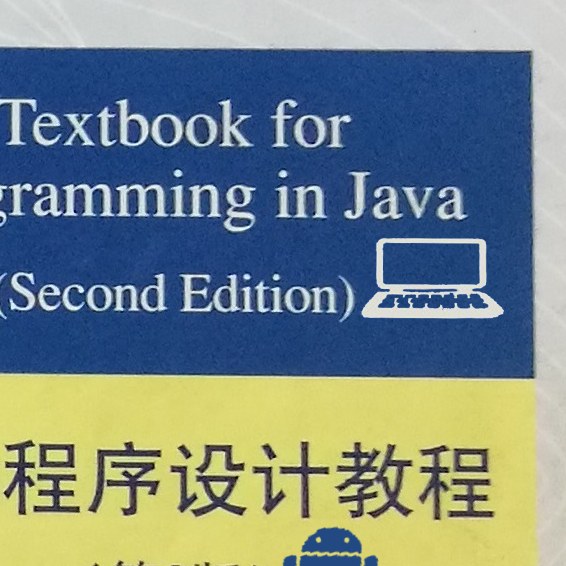 Textbook for
gramming in Java
(Second Edition)
程序设计教程